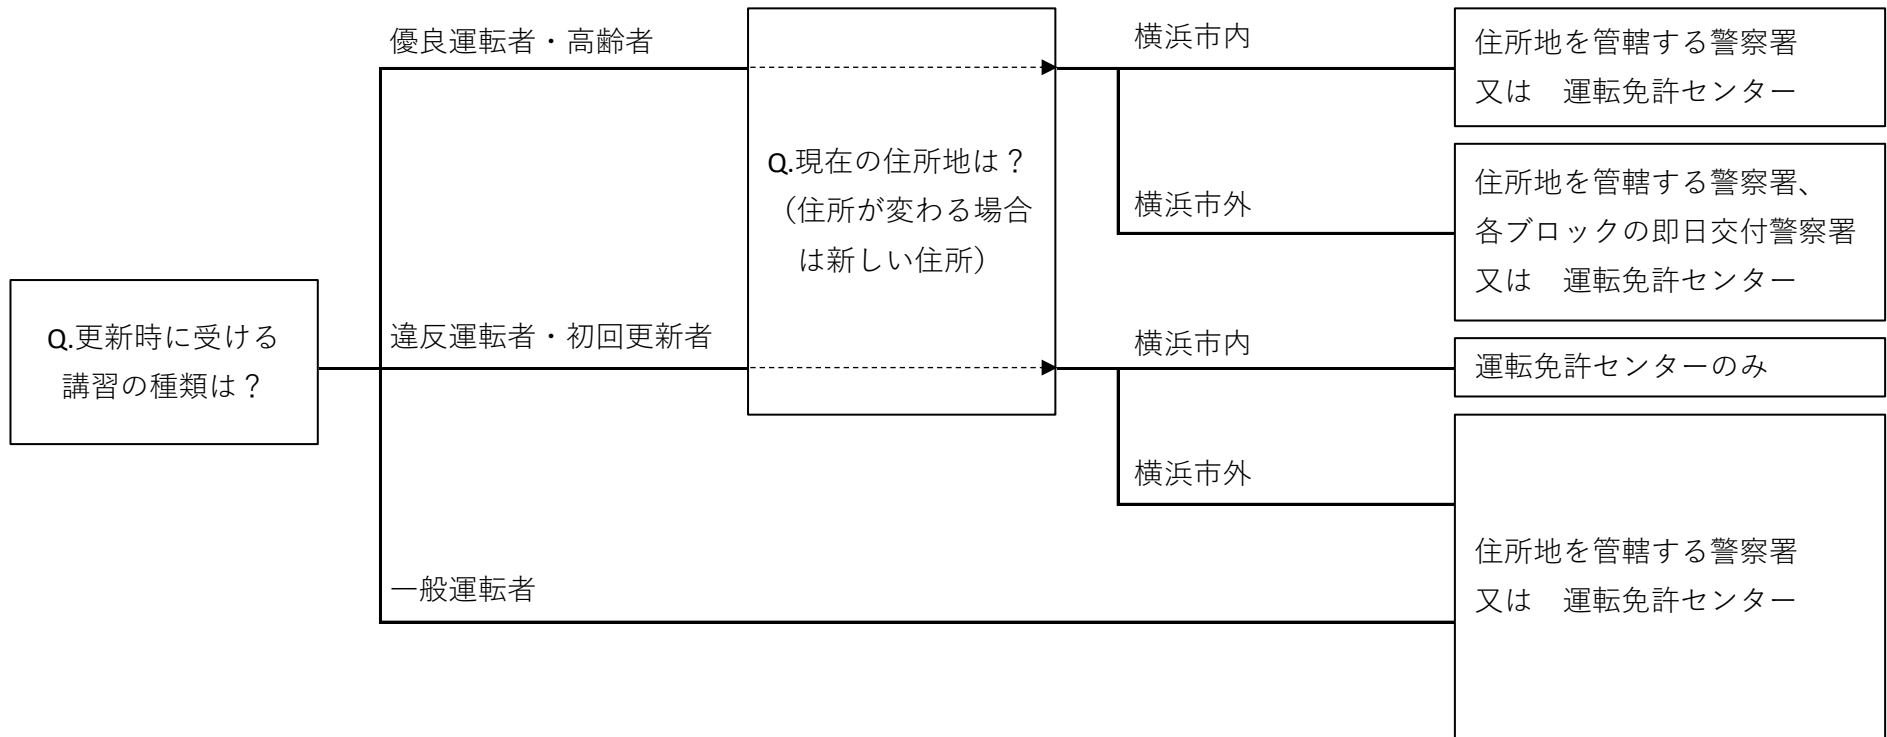 Q.更新時に受ける
講習の種類は？
優良運転者・高齢者
違反運転者・初回更新者
一般運転者
Q.現在の住所地は？
（住所が変わる場合
は新しい住所）
横浜市内
横浜市外
横浜市内
横浜市外
住所地を管轄する警察署
又は　運転免許センター
住所地を管轄する警察署、
各ブロックの即日交付警察署
又は　運転免許センター
運転免許センターのみ
住所地を管轄する警察署
又は　運転免許センター